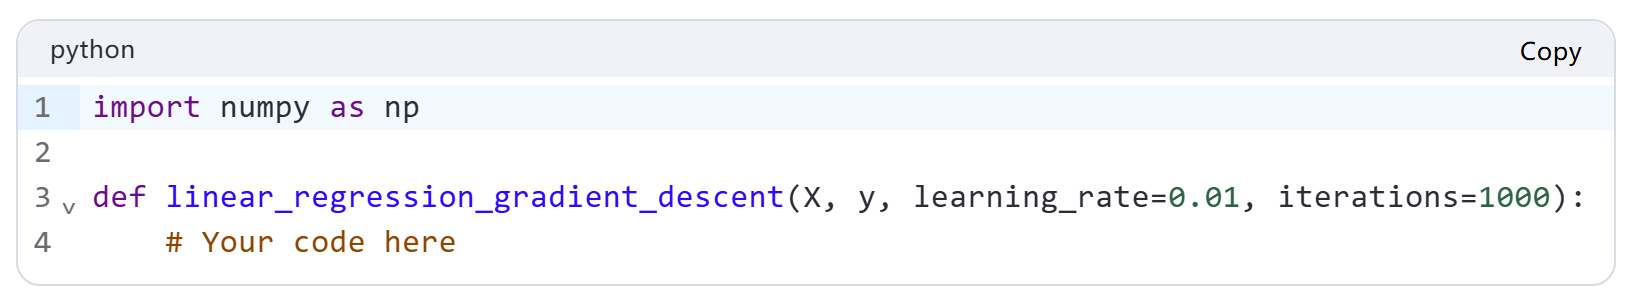 python
Copy
1 import numpy as np
2
3 def linear_regression_gradient_descent(X, y, learning_rate=0.01, iterations=1000):
4     # Your code here